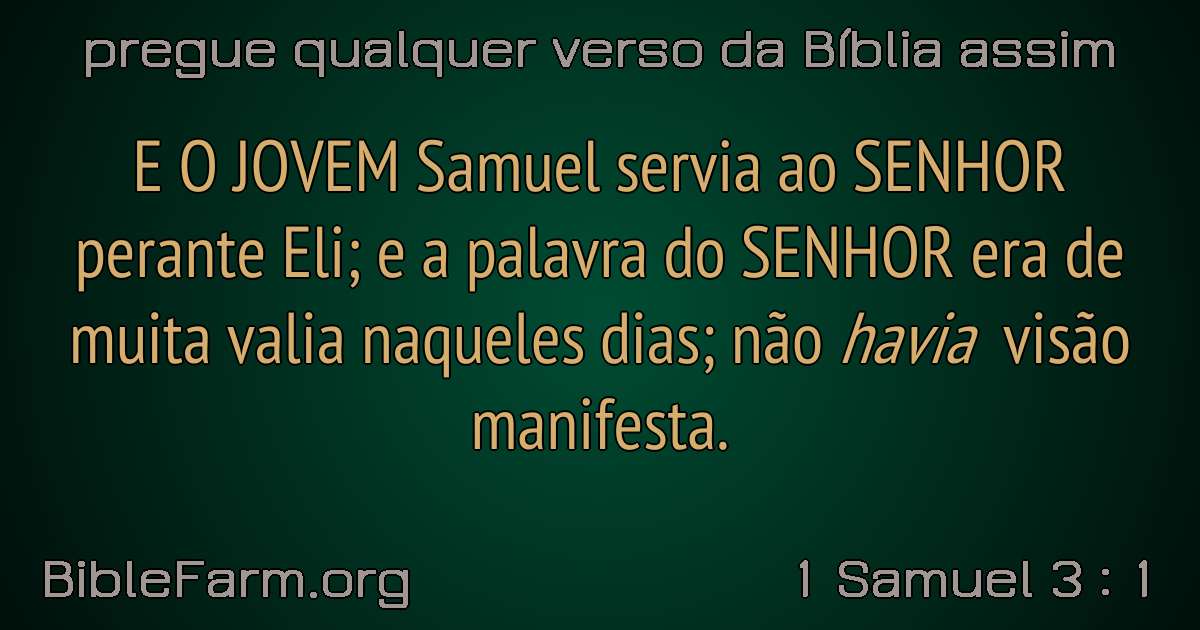 pregue qualquer verso da Bíblia assim
E O JOVEM Samuel servia ao SENHOR
perante Eli; e a palavra do SENHOR era de
muita valia naqueles dias; não havia visão
manifesta.
BibleFarm.org
1 Samuel 3 : 1